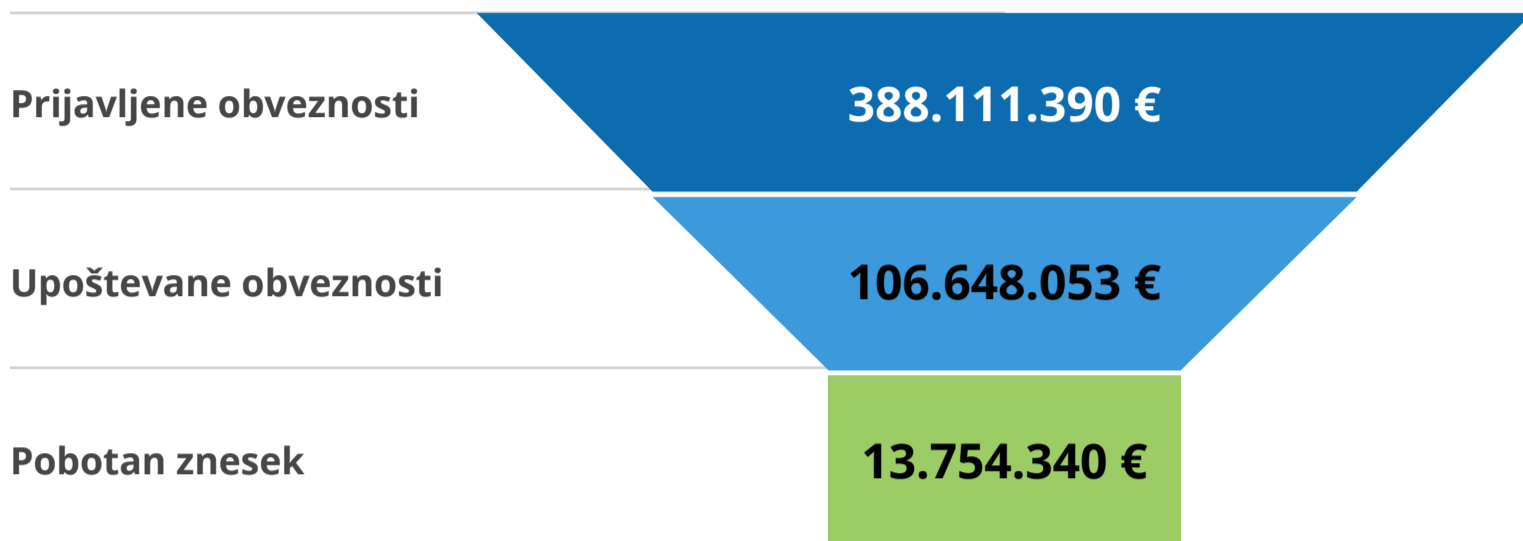 Prijavljene obveznosti 388.111.390 €
Upoštevane obveznosti 106.648.053 €
Pobotan znesek 13.754.340 €